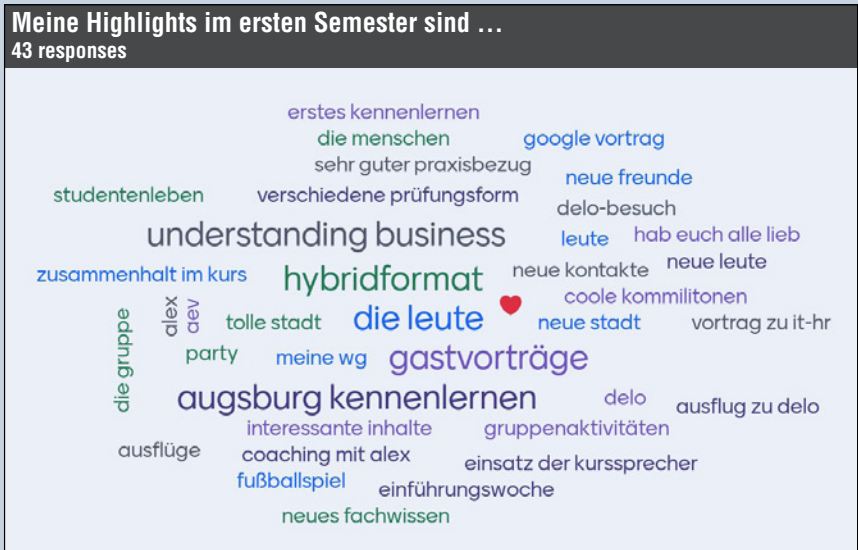 Meine Highlights im ersten Semester sind …
43 responses
erstes kennenlernen
die menschen
google vortrag
sehr guter praxisbezug
neue freunde
studentenleben
verschiedene prüfungsform
delo-besuch
understanding business
leute
hab euch alle lieb
zusammenhalt im kurs
hybridformat
neue kontakte
neue leute
coole kommilitonen
die gruppe
alex
aev
tolle stadt
die leute
neue stadt
vortrag zu it-hr
party
meine wg
gastvorträge
augsburg kennenlernen
delo
ausflug zu delo
interessante inhalte
gruppenaktivitäten
ausflüge
coaching mit alex
einsatz der kurssprecher
fußballspiel
einführungswoche
neues fachwissen